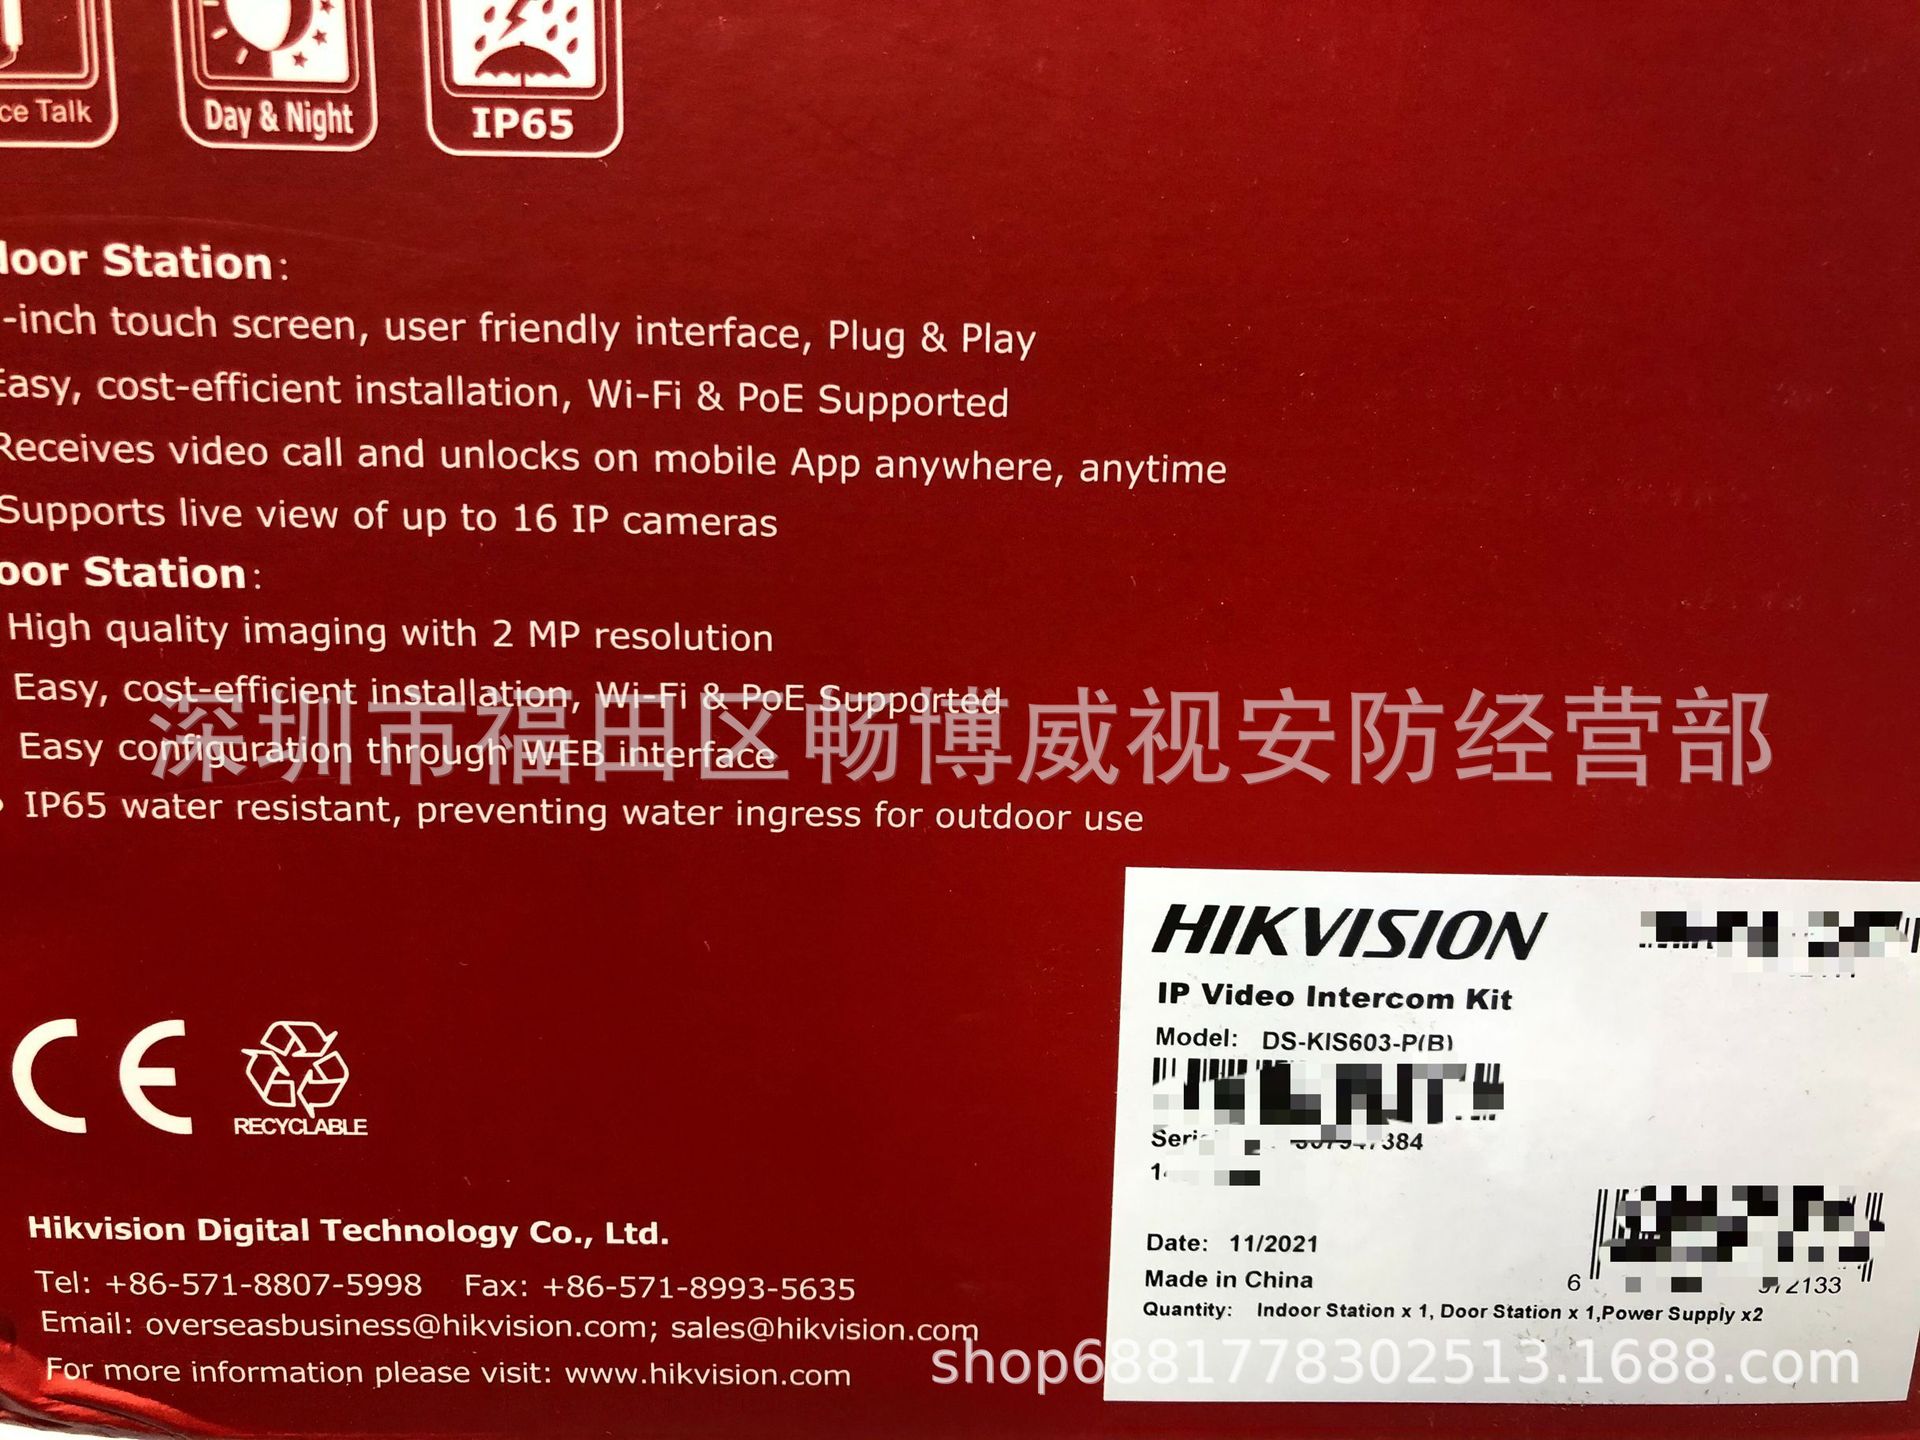 Talk
Day & Night
IP65
Station:
-inch touch screen, user friendly interface, Plug & Play
Easy, cost-efficient installation, Wi-Fi & PoE Supported
Receives video call and unlocks on mobile App anywhere, anytime
Supports live view of up to 16 IP cameras
Station:
High quality imaging with 2 MP resolution
Easy, cost-efficient installation, Wi-Fi & PoE Supported
深圳市福田区畅博威视安防经营部
Easy configuration through WEB interface
• IP65 water resistant, preventing water ingress for outdoor use
HIKVISION
IP Video Intercom Kit
Model: DS-KIS603-P(B)
384
CE
RECYCLABLE
Date: 11/2021
Made in China
6
2133
Quantity: Indoor Station x 1, Door Station x 1,Power Supply x2
Hikvision Digital Technology Co., Ltd.
Tel: +86-571-8807-5998 Fax: +86-571-8993-5635
Email: overseasbusiness@hikvision.com; sales@hikvision.com
For more information please visit: www.hikvision.com
shop6881778302513.1688.com